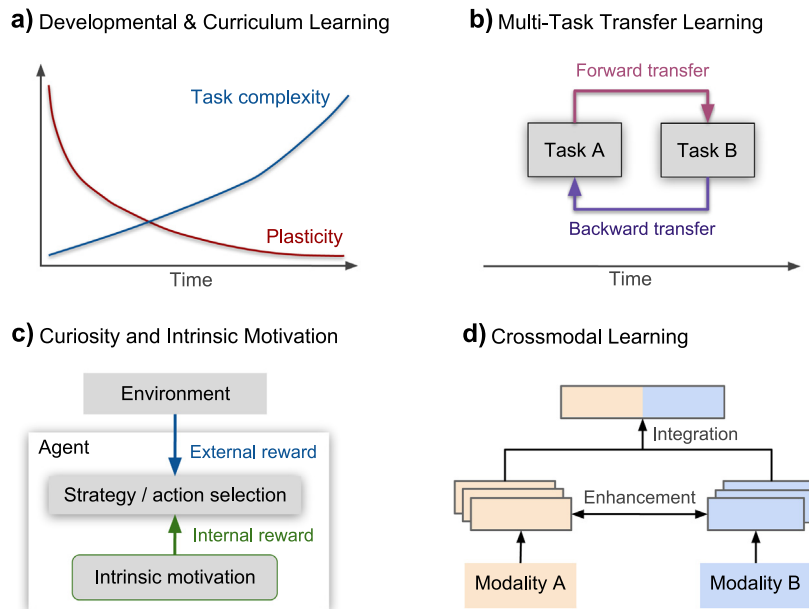 a) Developmental & Curriculum Learning
Task complexity
Plasticity
Time
b) Multi-Task Transfer Learning
Forward transfer
Task A
Task B
Backward transfer
Time
c) Curiosity and Intrinsic Motivation
Environment
Agent
External reward
Strategy / action selection
Internal reward
Intrinsic motivation
d) Crossmodal Learning
Integration
Enhancement
Modality A
Modality B